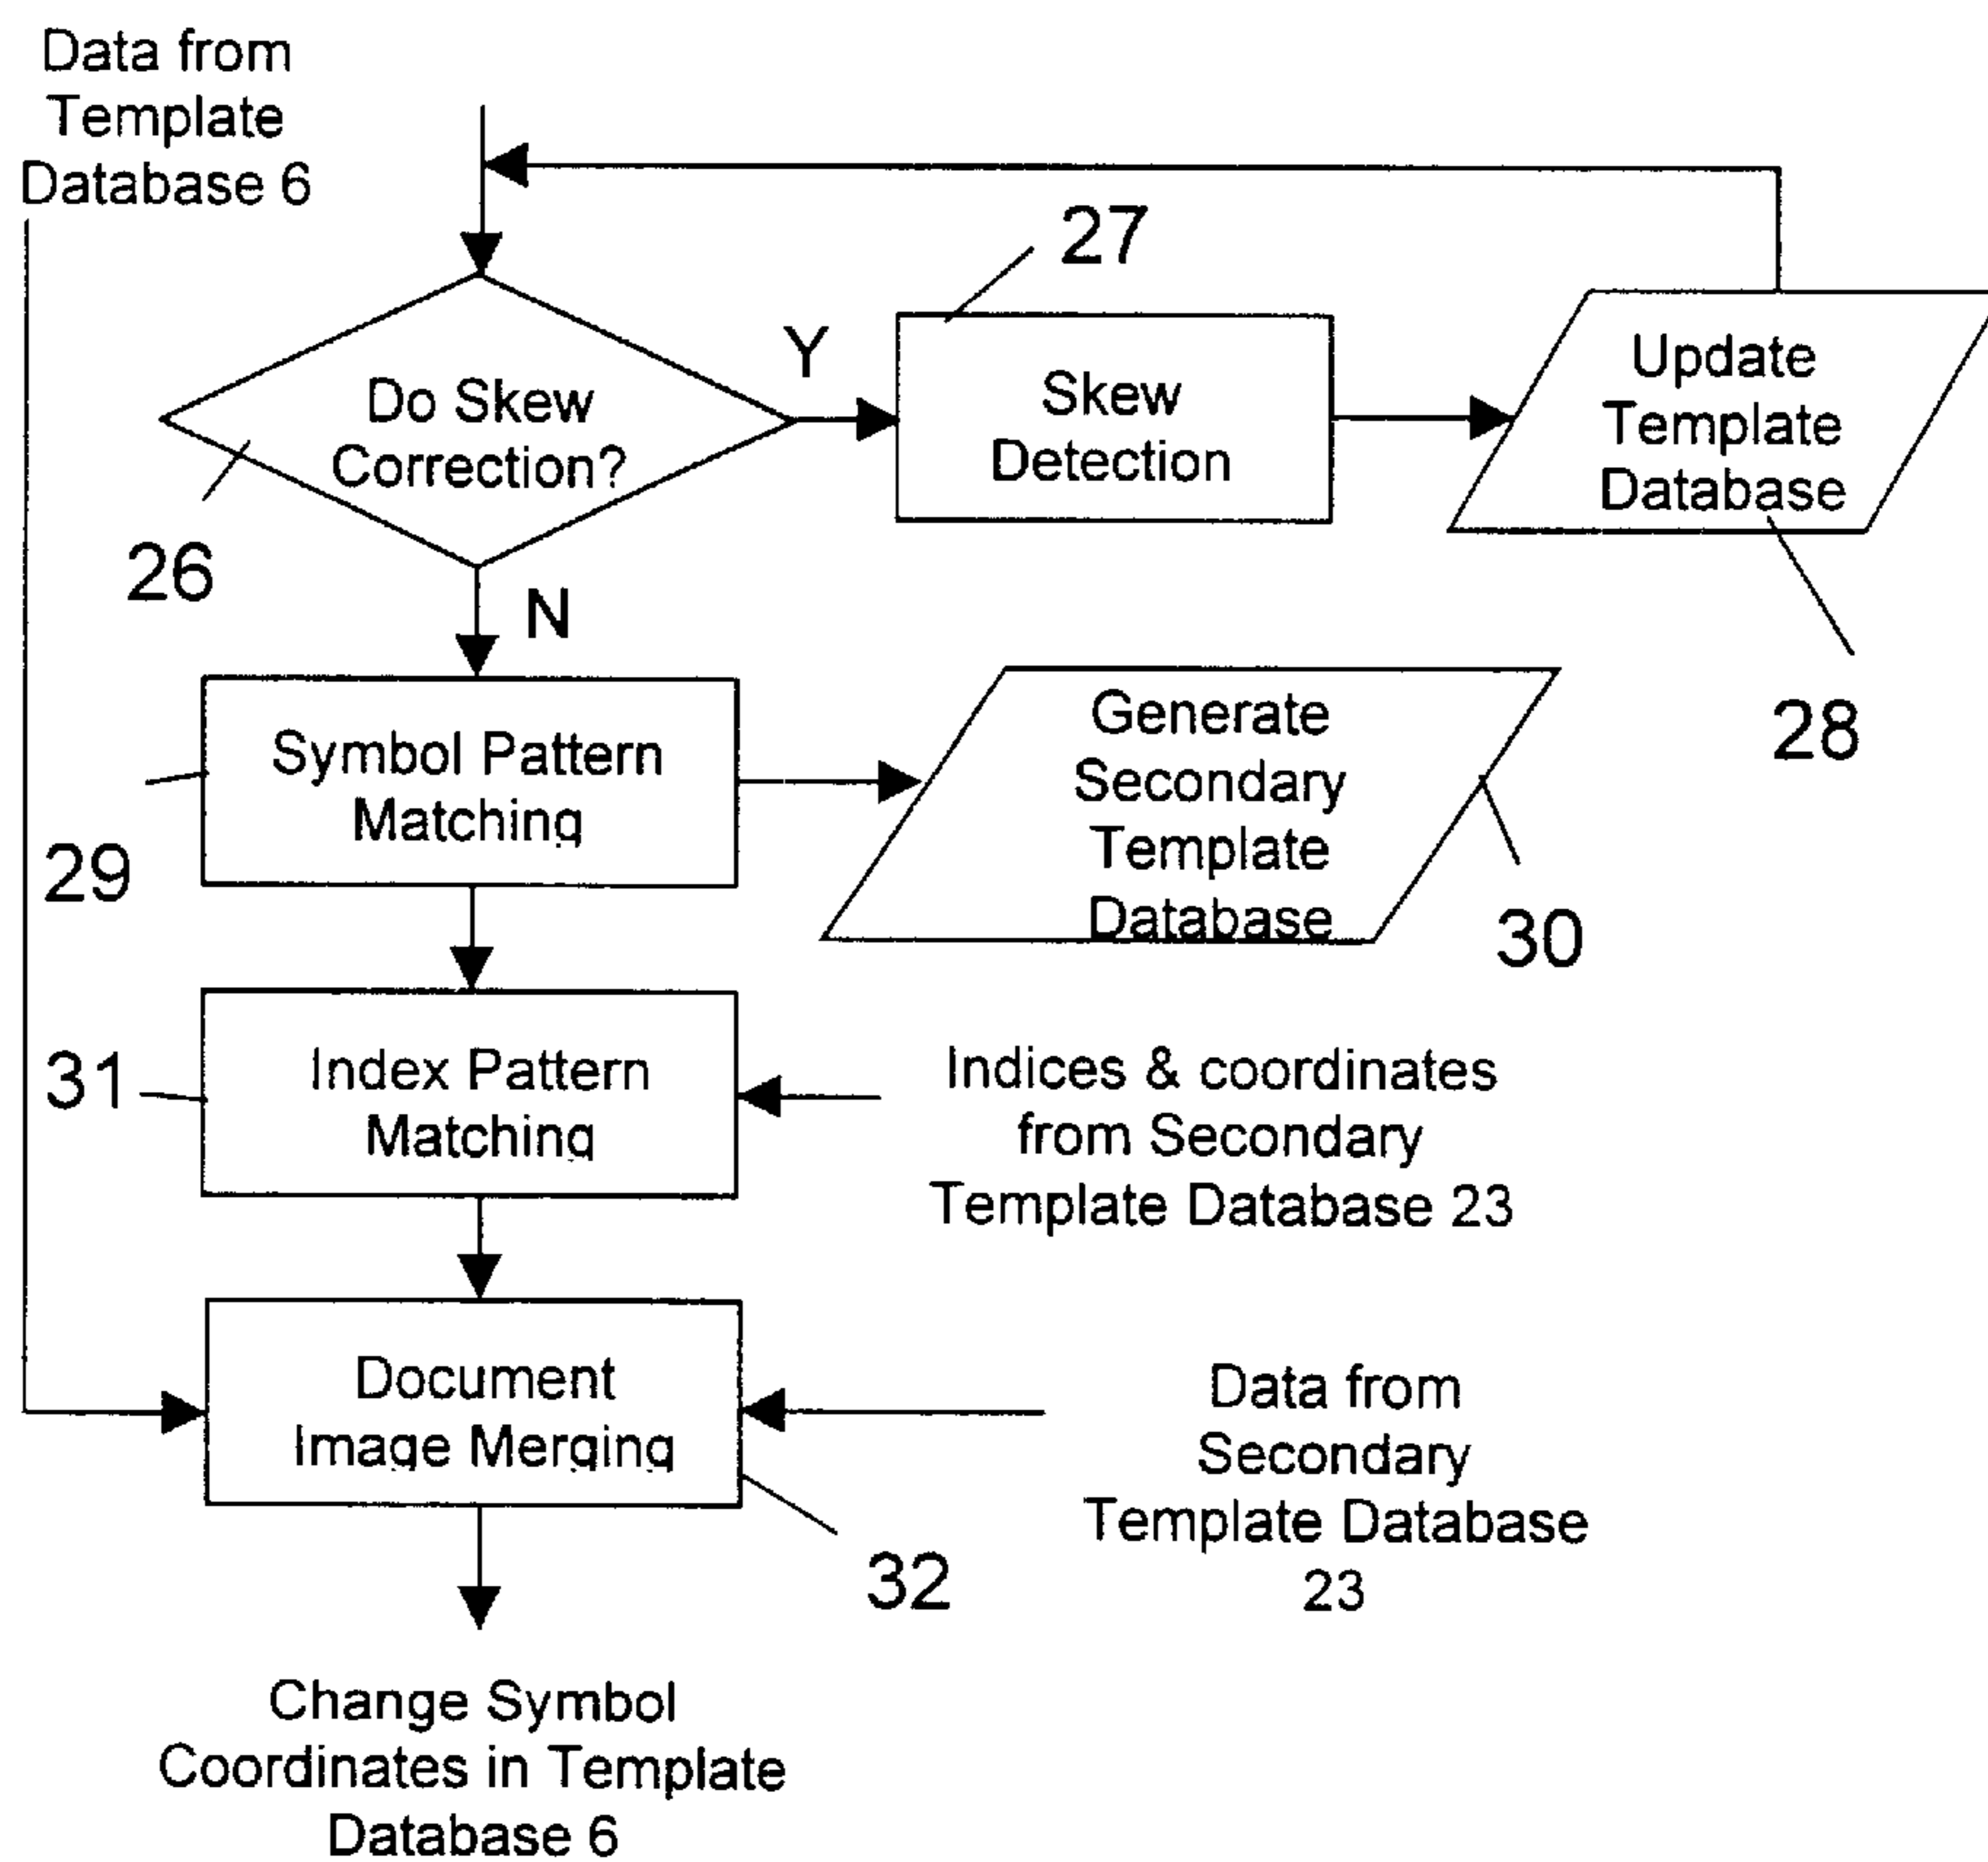 Data from
Template
Database 6
27
Y
Do Skew
Correction?
Skew
Detection
Update
Template
Database
26
N
28
Symbol Pattern
Matching
Generate
Secondary
Template
Database
29
30
31
Index Pattern
Matching
Indices & coordinates
from Secondary
Template Database 23
Document
Image Merging
Data from
Secondary
Template Database
23
32
Change Symbol
Coordinates in Template
Database 6